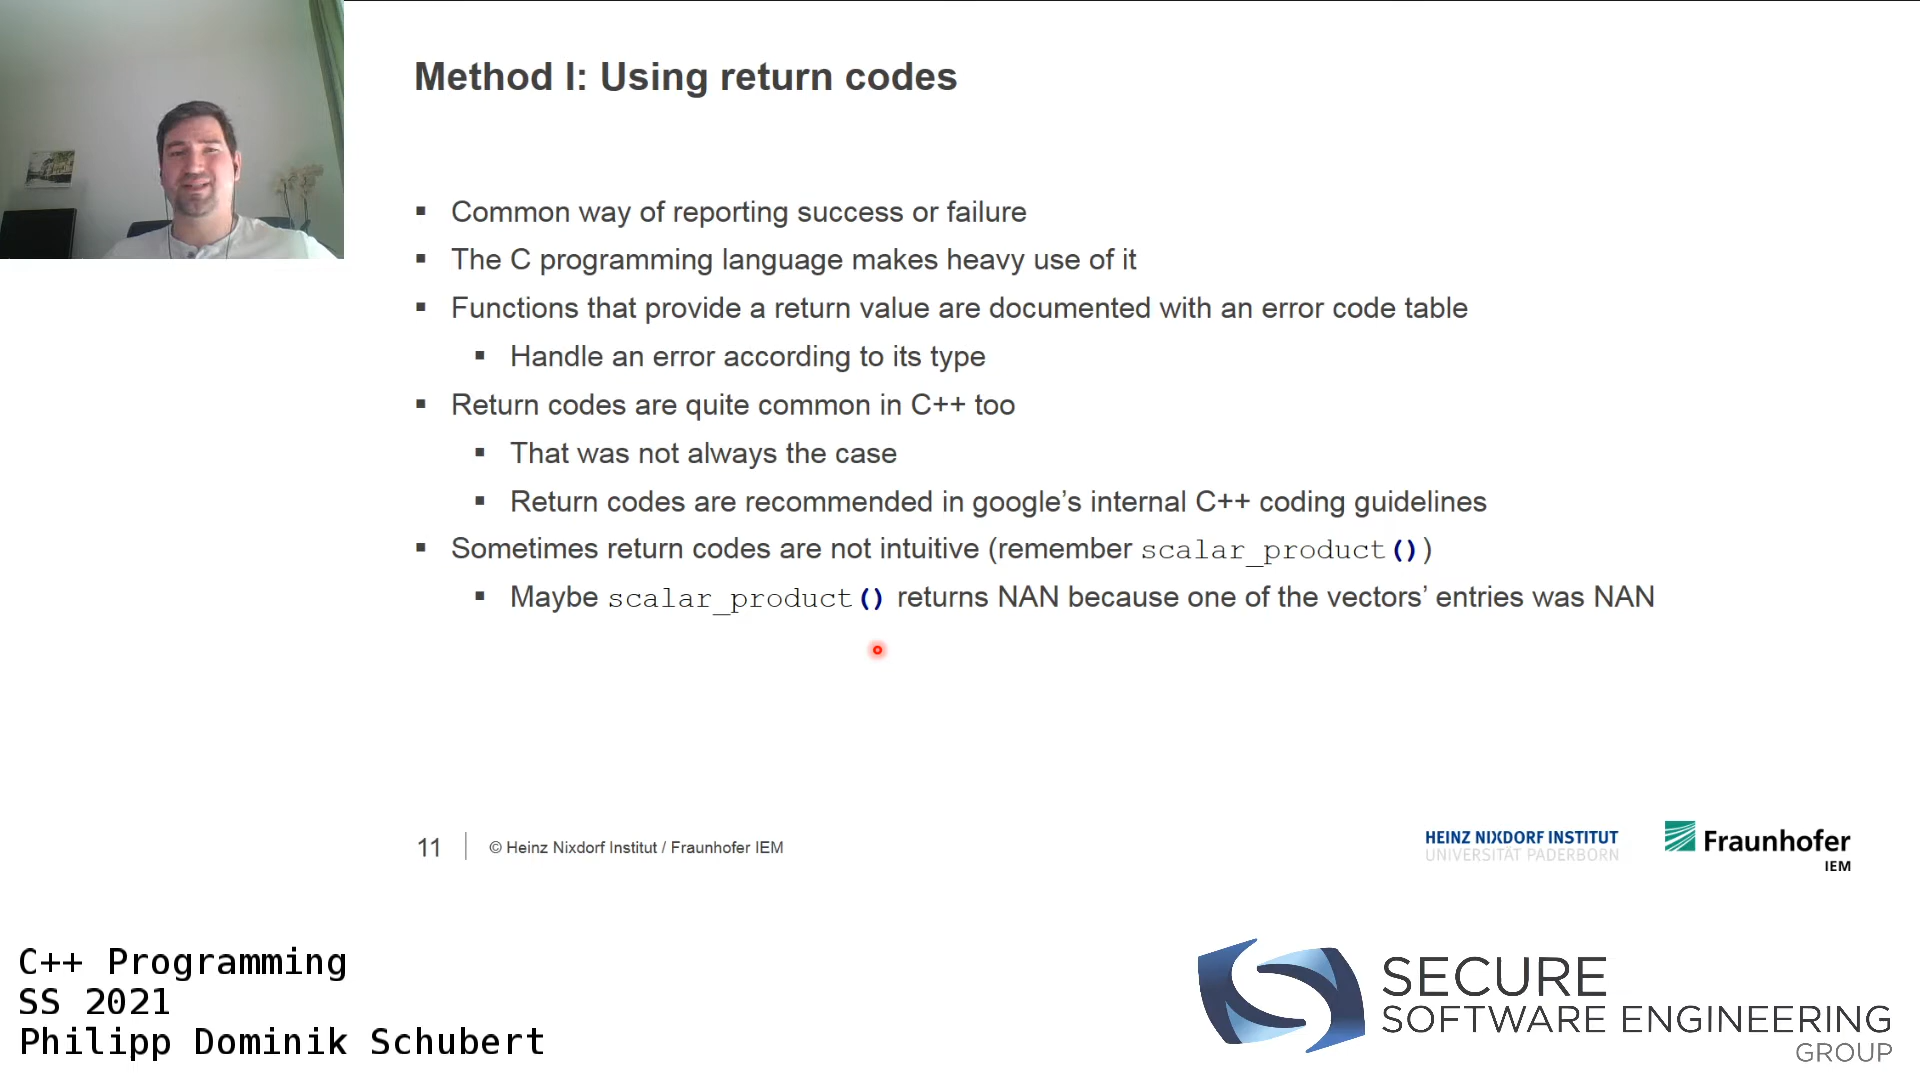 Method I: Using return codes
▪ Common way of reporting success or failure
▪ The C programming language makes heavy use of it
▪ Functions that provide a return value are documented with an error code table
▪ Handle an error according to its type
▪ Return codes are quite common in C++ too
▪ That was not always the case
▪ Return codes are recommended in google’s internal C++ coding guidelines
▪ Sometimes return codes are not intuitive (remember scalar_product())
▪ Maybe scalar_product() returns NAN because one of the vectors’ entries was NAN
11 © Heinz Nixdorf Institut / Fraunhofer IEM
HEINZ NIXDORF INSTITUT
UNIVERSITÄT PADERBORN
Fraunhofer
IEM
C++ Programming
SS 2021
Philipp Dominik Schubert
SECURE
SOFTWARE ENGINEERING
GROUP